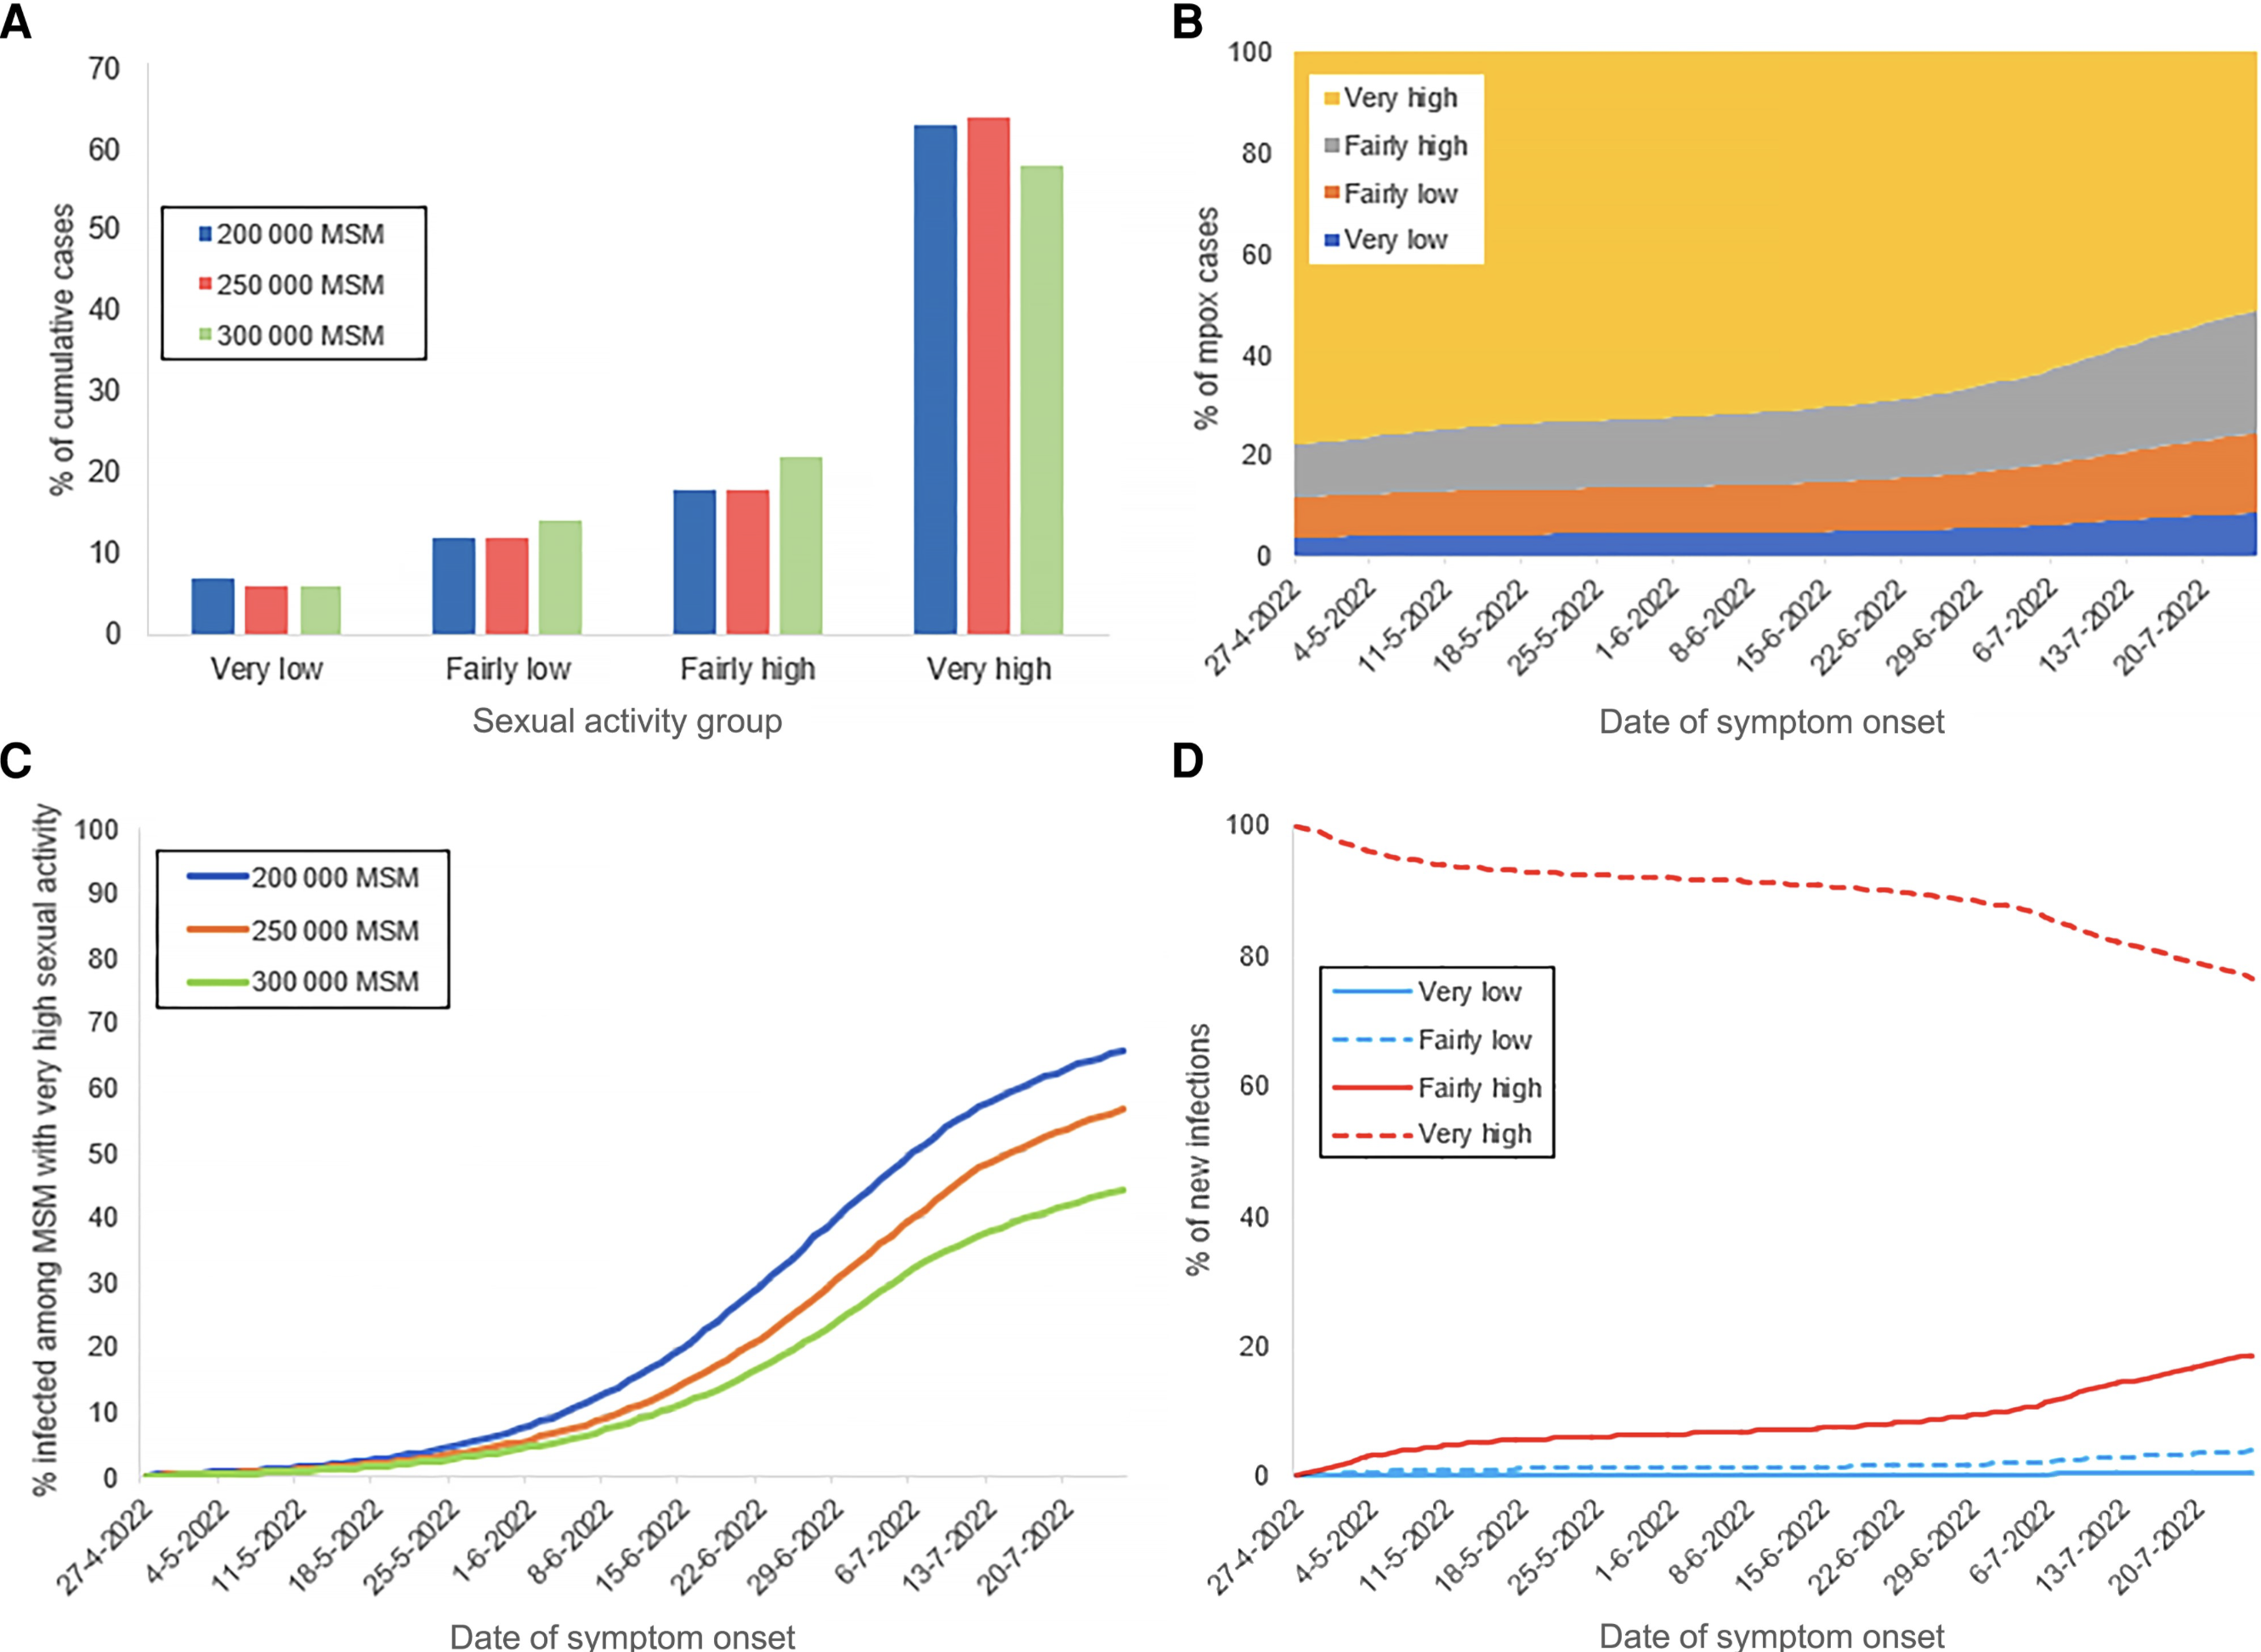 A
% of cumulative cases
70
60
50
40
30
20
10
0
200 000 MSM
250 000 MSM
300 000 MSM
Very low
Fairly low
Fairly high
Very high
Sexual activity group
B
% of mpox cases
100
80
60
40
20
0
Very high
Fairly high
Fairly low
Very low
27-4-2022
4-5-2022
11-5-2022
18-5-2022
25-5-2022
1-6-2022
8-6-2022
15-6-2022
22-6-2022
29-6-2022
6-7-2022
13-7-2022
20-7-2022
Date of symptom onset
C
% infected among MSM with very high sexual activity
100
90
80
70
60
50
40
30
20
10
0
200 000 MSM
250 000 MSM
300 000 MSM
27-4-2022
4-5-2022
11-5-2022
18-5-2022
25-5-2022
1-6-2022
8-6-2022
15-6-2022
22-6-2022
29-6-2022
6-7-2022
13-7-2022
20-7-2022
Date of symptom onset
D
% of new infections
100
80
60
40
20
0
Very low
Fairly low
Fairly high
Very high
27-4-2022
4-5-2022
11-5-2022
18-5-2022
25-5-2022
1-6-2022
8-6-2022
15-6-2022
22-6-2022
29-6-2022
6-7-2022
13-7-2022
20-7-2022
Date of symptom onset